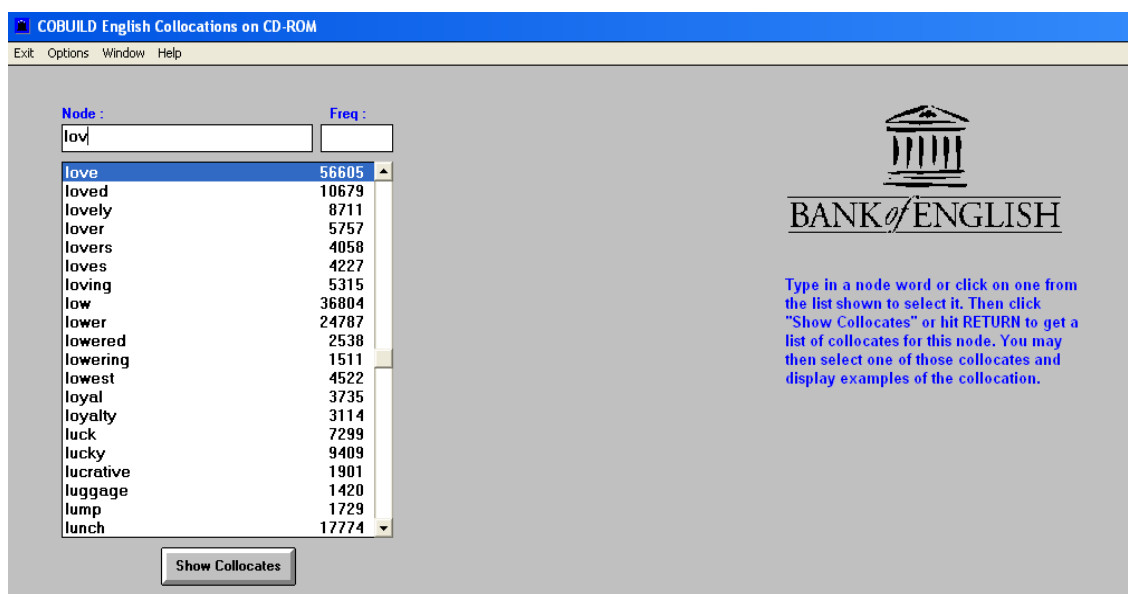 COBUILD English Collocations on CD-ROM
Exit Options Window Help
Node : Freq :
lov
love 56605
loved 10679
lovely 8711
lover 5757
lovers 4058
loves 4227
loving 5315
low 36804
lower 24787
lowered 2538
lowering 1511
lowest 4522
loyal 3735
loyalty 3114
luck 7299
lucky 9409
lucrative 1901
luggage 1420
lump 1729
lunch 17774
Show Collocates
BANK of ENGLISH
Type in a node word or click on one from
the list shown to select it. Then click
"Show Collocates" or hit RETURN to get a
list of collocates for this node. You may
then select one of those collocates and
display examples of the collocation.